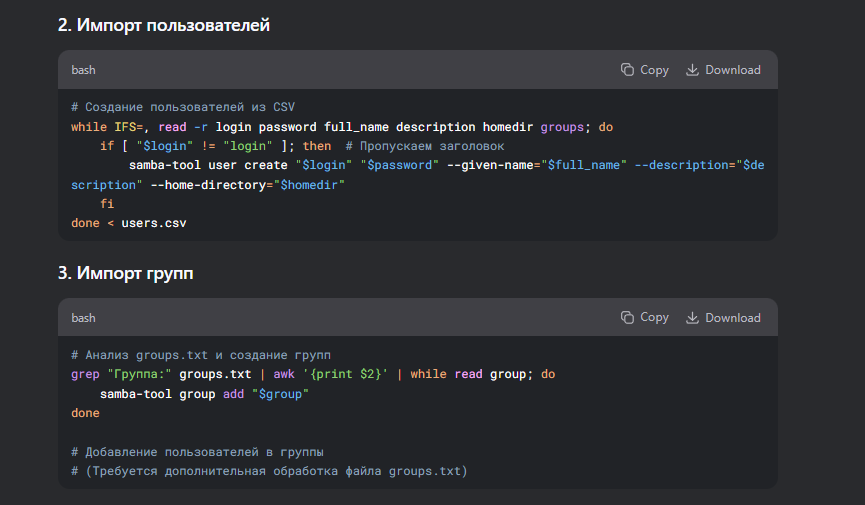 2. Импорт пользователей
bash
Copy
Download
# Создание пользователей из CSV
while IFS=, read -r login password full_name description homedir groups; do
    if [ "$login" != "login" ]; then  # Пропускаем заголовок
        samba-tool user create "$login" "$password" --given-name="$full_name" --description="$de
scription" --home-directory="$homedir"
    fi
done < users.csv
3. Импорт групп
bash
Copy
Download
# Анализ groups.txt и создание групп
grep "Группа:" groups.txt | awk '{print $2}' | while read group; do
    samba-tool group add "$group"
done
# Добавление пользователей в группы
# (Требуется дополнительная обработка файла groups.txt)